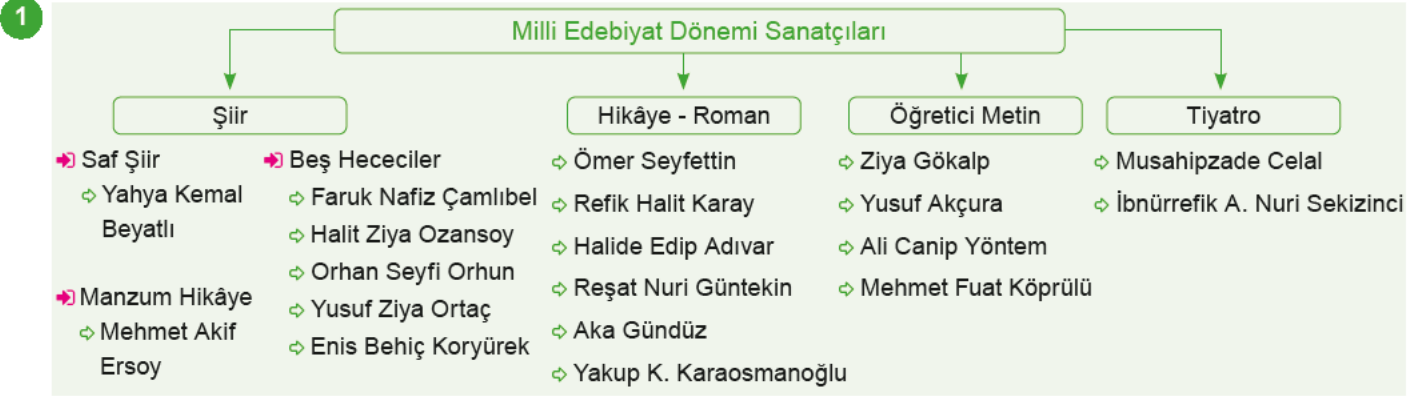 1
Milli Edebiyat Dönemi Sanatçıları
Şiir
Saf Şiir
Yahya Kemal
Beyatlı
Manzum Hikâye
Mehmet Akif
Ersoy
Beş Hececiler
Faruk Nafiz Çamlıbel
Halit Ziya Ozansoy
Orhan Seyfi Orhun
Yusuf Ziya Ortaç
Enis Behiç Koryürek
Hikâye - Roman
Ömer Seyfettin
Refik Halit Karay
Halide Edip Adıvar
Reşat Nuri Güntekin
Aka Gündüz
Yakup K. Karaosmanoğlu
Öğretici Metin
Ziya Gökalp
Yusuf Akçura
Ali Canip Yöntem
Mehmet Fuat Köprülü
Tiyatro
Musahipzade Celal
İbnürrefik A. Nuri Sekizinci